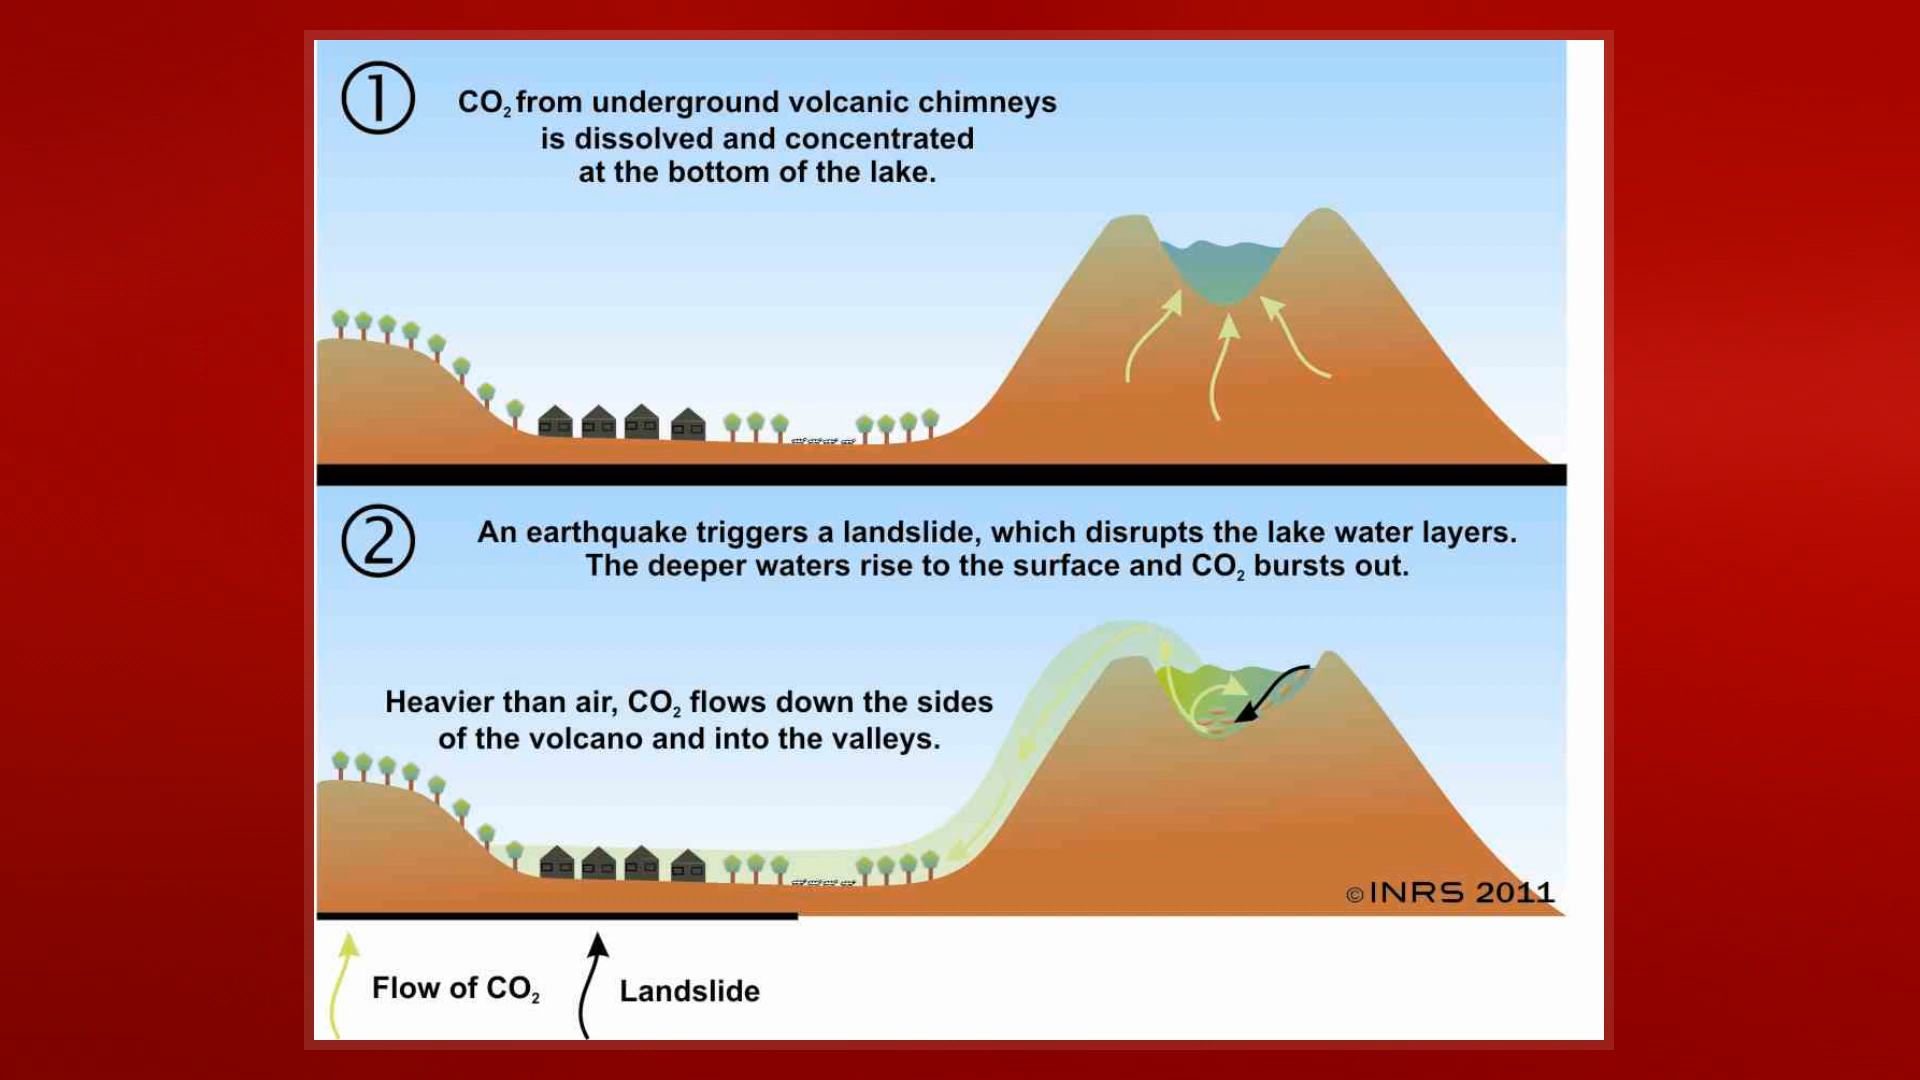 ①
CO₂ from underground volcanic chimneys
is dissolved and concentrated
at the bottom of the lake.
②
An earthquake triggers a landslide, which disrupts the lake water layers.
The deeper waters rise to the surface and CO₂ bursts out.
Heavier than air, CO₂ flows down the sides
of the volcano and into the valleys.
© INRS 2011
Flow of CO₂
Landslide